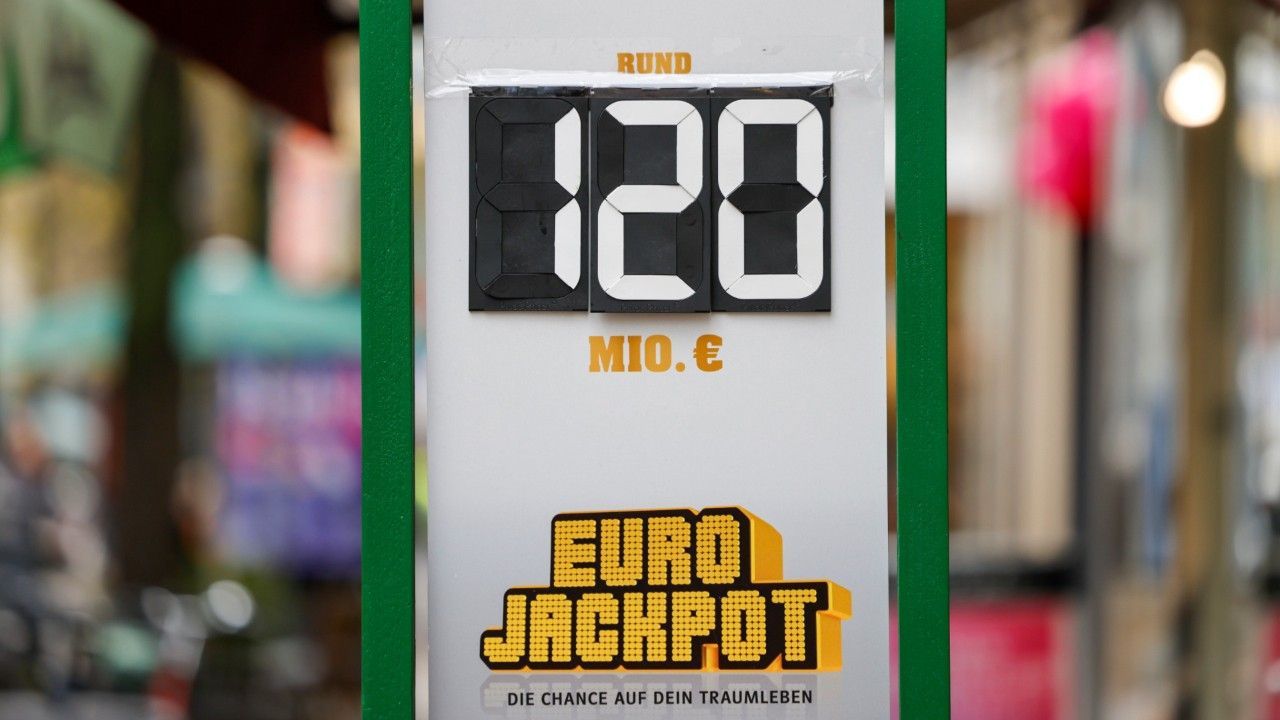 RUND
120
MIO. €
EURO
JACKPOT
DIE CHANCE AUF DEIN TRAUMLEBEN